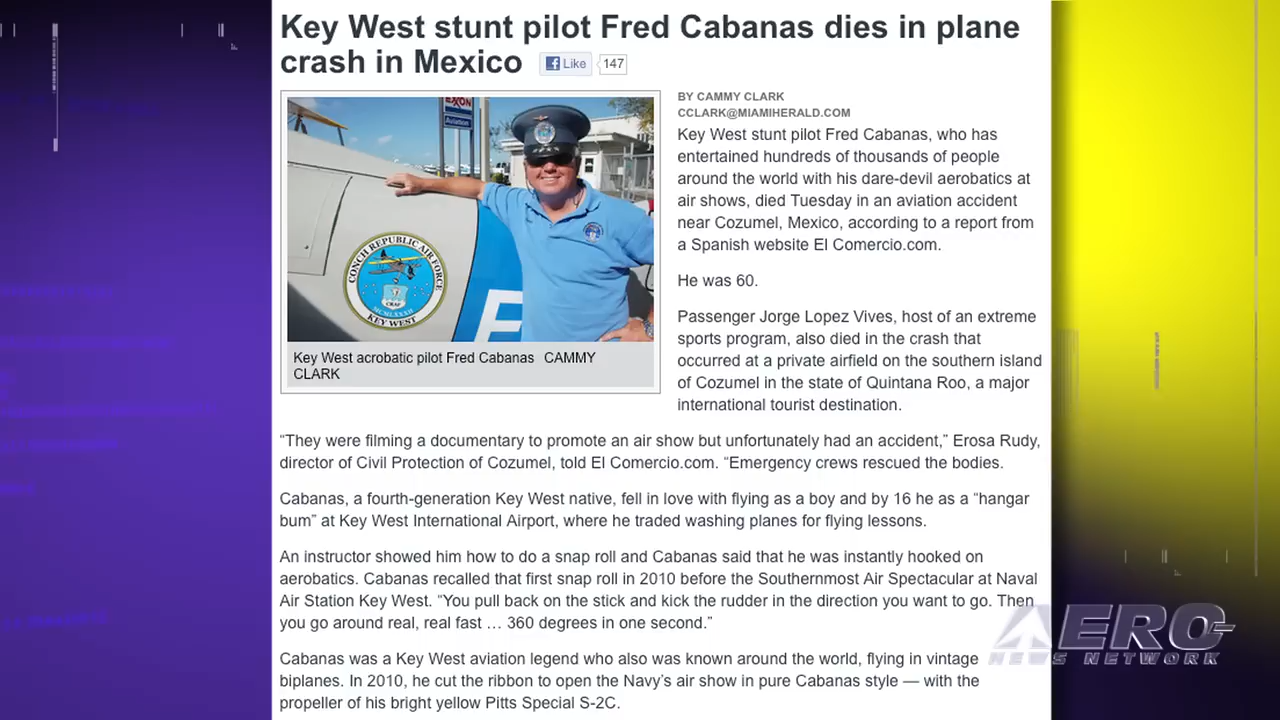 Key West stunt pilot Fred Cabanas dies in plane
crash in Mexico
Like
147
EXXON
Aviation
CONCH REPUBLIC AIR FORCE
CRAF
MCMLXXXII
KEY WEST
E
Key West acrobatic pilot Fred Cabanas CAMMY
CLARK
BY CAMMY CLARK
CCLARK@MIAMIHERALD.COM
Key West stunt pilot Fred Cabanas, who has
entertained hundreds of thousands of people
around the world with his dare-devil aerobatics at
air shows, died Tuesday in an aviation accident
near Cozumel, Mexico, according to a report from
a Spanish website El Comercio.com.
He was 60.
Passenger Jorge Lopez Vives, host of an extreme
sports program, also died in the crash that
occurred at a private airfield on the southern island
of Cozumel in the state of Quintana Roo, a major
international tourist destination.
“They were filming a documentary to promote an air show but unfortunately had an accident,” Erosa Rudy,
director of Civil Protection of Cozumel, told El Comercio.com. “Emergency crews rescued the bodies.
Cabanas, a fourth-generation Key West native, fell in love with flying as a boy and by 16 he as a “hangar
bum” at Key West International Airport, where he traded washing planes for flying lessons.
An instructor showed him how to do a snap roll and Cabanas said that he was instantly hooked on
aerobatics. Cabanas recalled that first snap roll in 2010 before the Southernmost Air Spectacular at Naval
Air Station Key West. “You pull back on the stick and kick the rudder in the direction you want to go. Then
you go around real, real fast … 360 degrees in one second.”
Cabanas was a Key West aviation legend who also was known around the world, flying in vintage
biplanes. In 2010, he cut the ribbon to open the Navy’s air show in pure Cabanas style — with the
propeller of his bright yellow Pitts Special S-2C.
AERO-
NEWS NETWORK